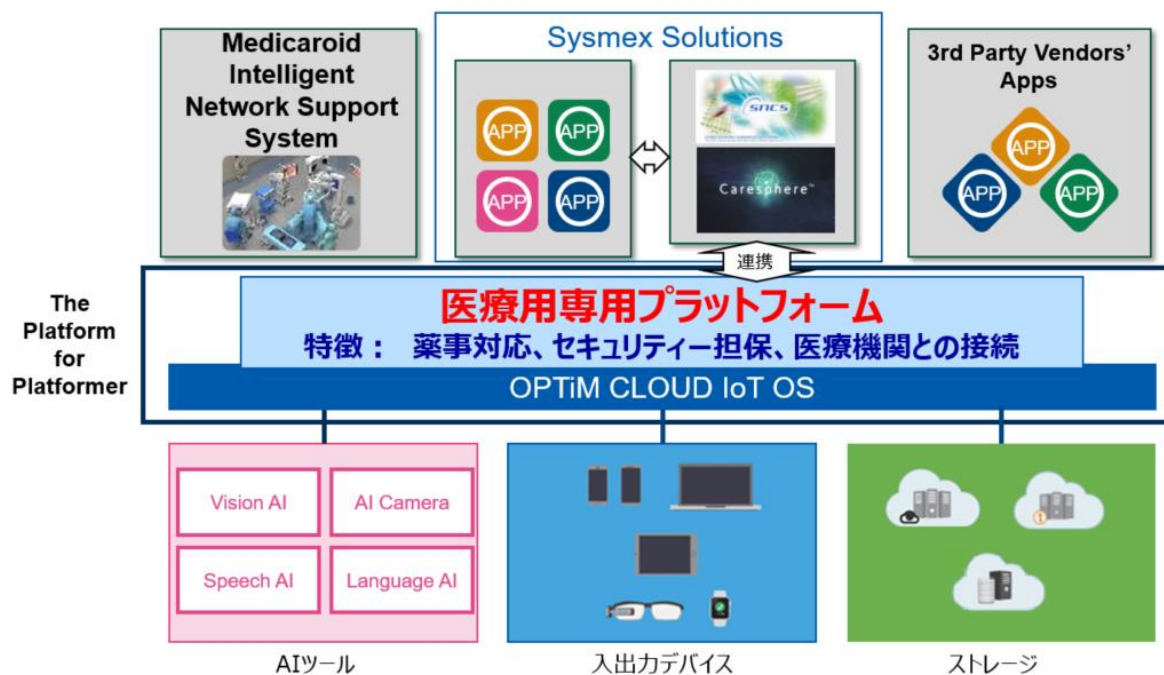 Medicaroid
Intelligent
Network Support
System
Sysmex Solutions
APP
APP
APP
APP
SNCS
Caresphere™
3rd Party Vendors'
Apps
APP
APP
APP
連携
The
Platform
for
Platformer
医療用専用プラットフォーム
特徴： 薬事対応、セキュリティー担保、医療機関との接続
OPTiM CLOUD IoT OS
Vision AI
AI Camera
Speech AI
Language AI
AIツール
入出力デバイス
ストレージ